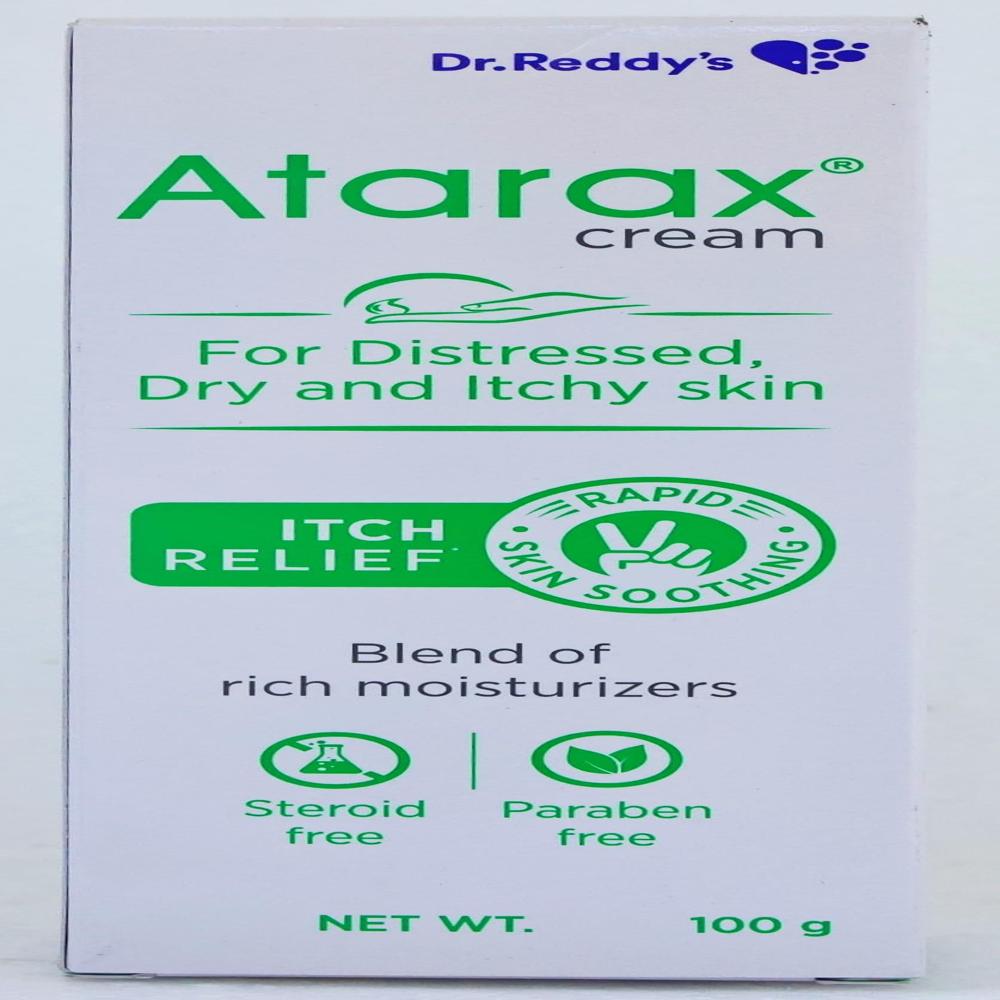 Dr.Reddy's
Atarax®
cream
For Distressed,
Dry and Itchy skin
ITCH
RELIEF*
RAPID
SKIN SOOTHING
Blend of
rich moisturizers
Steroid
free
Paraben
free
NET WT. 100 g